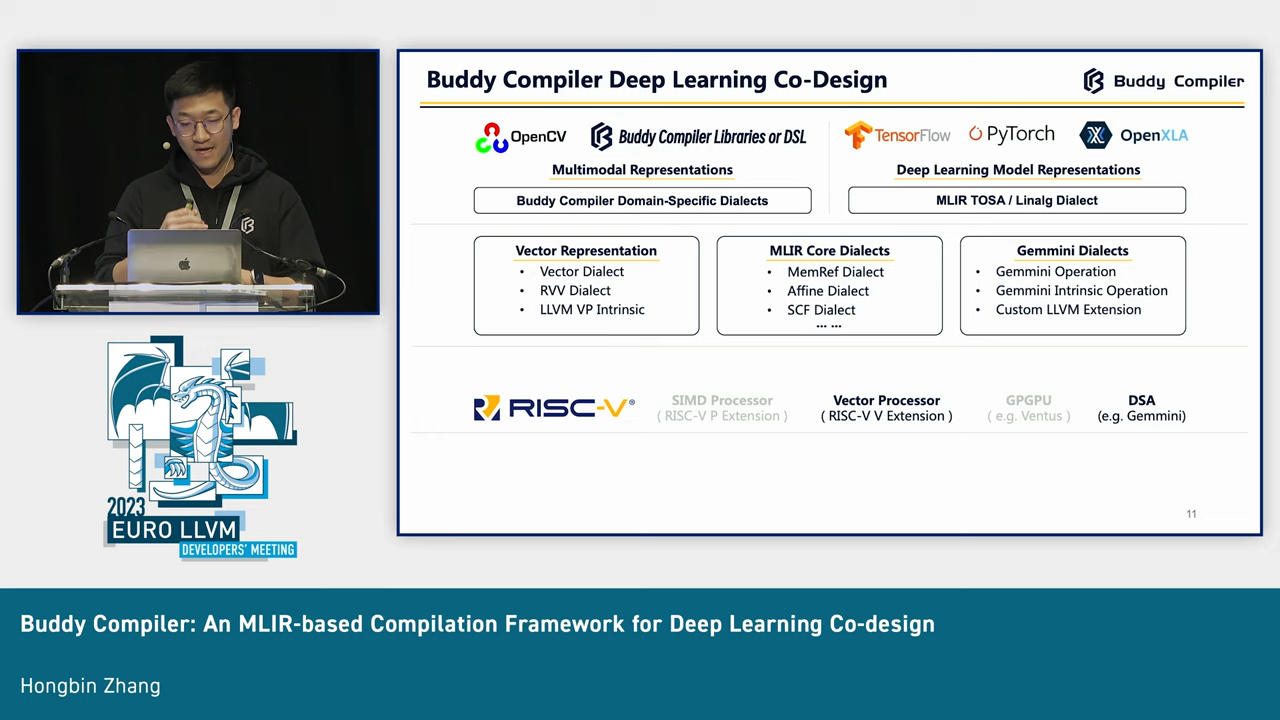 Buddy Compiler Deep Learning Co-Design
Buddy Compiler
OpenCV
Buddy Compiler Libraries or DSL
TensorFlow
PyTorch
OpenXLA
Multimodal Representations
Deep Learning Model Representations
Buddy Compiler Domain-Specific Dialects
MLIR TOSA / Linalg Dialect
Vector Representation
• Vector Dialect
• RVV Dialect
• LLVM VP Intrinsic
MLIR Core Dialects
• MemRef Dialect
• Affine Dialect
• SCF Dialect
... ...
Gemmini Dialects
• Gemmini Operation
• Gemmini Intrinsic Operation
• Custom LLVM Extension
RISC-V®
SIMD Processor
( RISC-V P Extension )
Vector Processor
( RISC-V V Extension )
GPGPU
( e.g. Ventus )
DSA
(e.g. Gemmini)
11
2023
EURO LLVM
DEVELOPERS' MEETING
Buddy Compiler: An MLIR-based Compilation Framework for Deep Learning Co-design
Hongbin Zhang